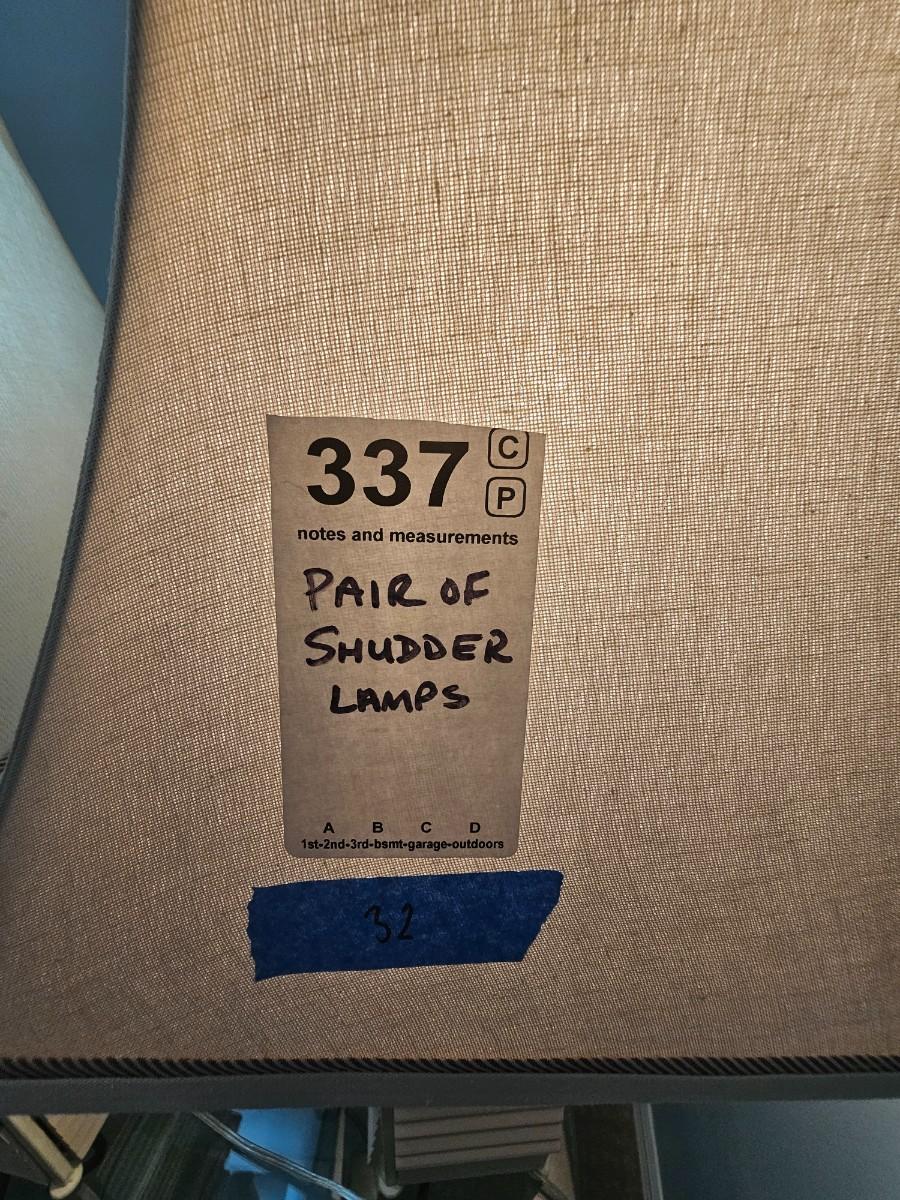 337 C
P
notes and measurements
PAIR OF
SHUDDER
LAMPS
A B C D
1st-2nd-3rd-bsmt-garage-outdoors
32